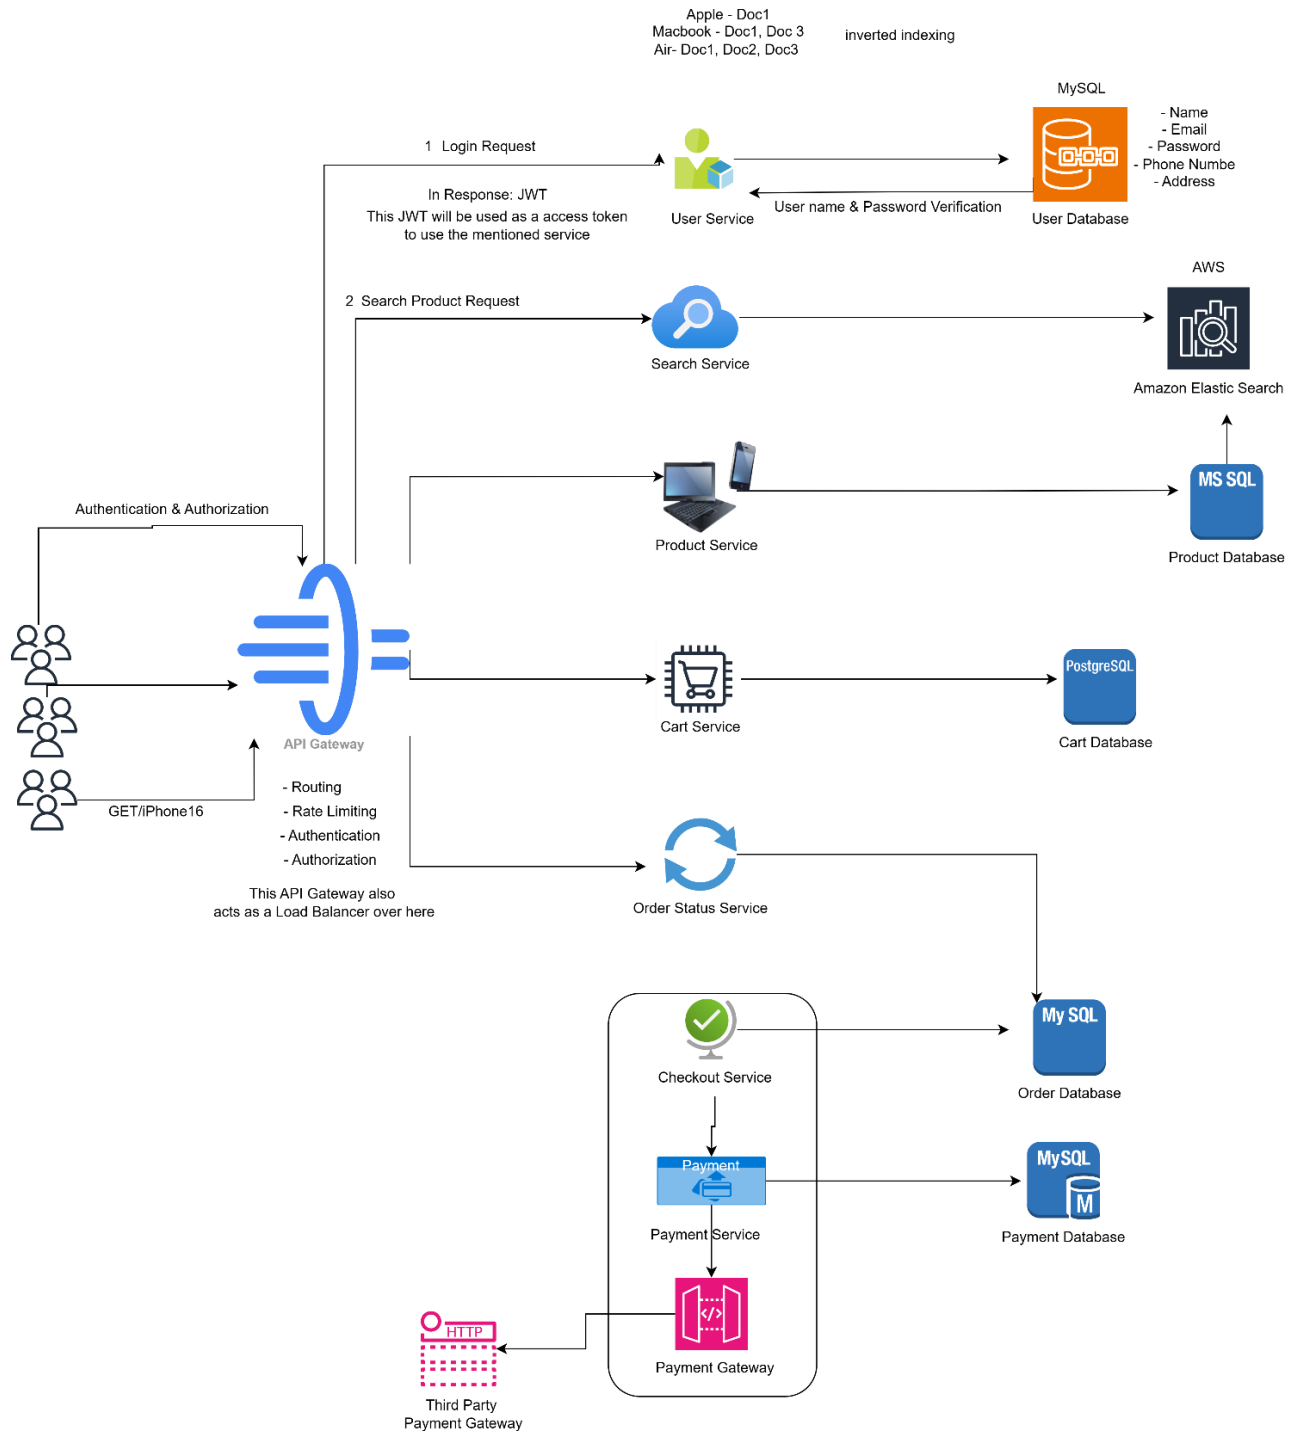 Apple - Doc1
Macbook - Doc1, Doc 3
Air- Doc1, Doc2, Doc3
inverted indexing
MySQL
- Name
- Email
- Password
- Phone Numbe
- Address
1 Login Request
In Response: JWT
This JWT will be used as a access token
to use the mentioned service
User Service
User name & Password Verification
User Database
AWS
2 Search Product Request
Search Service
Amazon Elastic Search
MS SQL
Authentication & Authorization
Product Service
Product Database
PostgreSQL
Cart Service
Cart Database
API Gateway
- Routing
- Rate Limiting
- Authentication
- Authorization
GET/iPhone16
This API Gateway also
acts as a Load Balancer over here
Order Status Service
My SQL
Checkout Service
Order Database
Payment
MySQL
M
Payment Service
Payment Database
</>
HTTP
Payment Gateway
Third Party
Payment Gateway